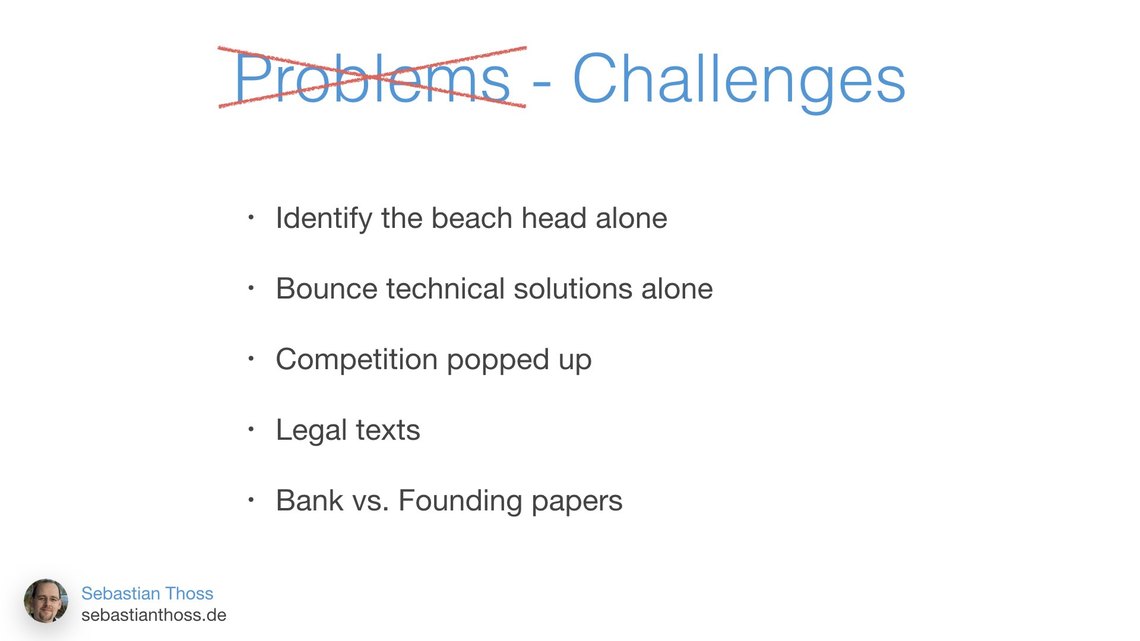 Problems - Challenges
• Identify the beach head alone
• Bounce technical solutions alone
• Competition popped up
• Legal texts
• Bank vs. Founding papers
Sebastian Thoss
sebastianthoss.de